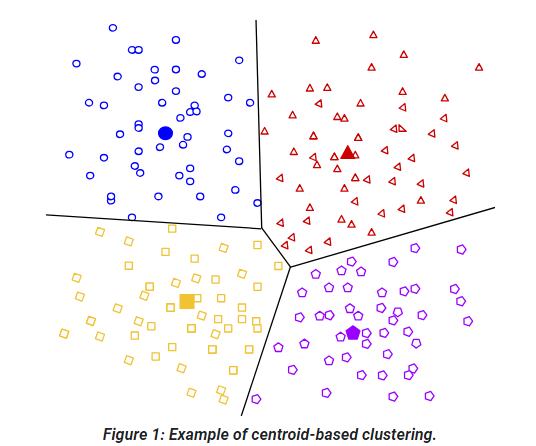 Figure 1: Example of centroid-based clustering.